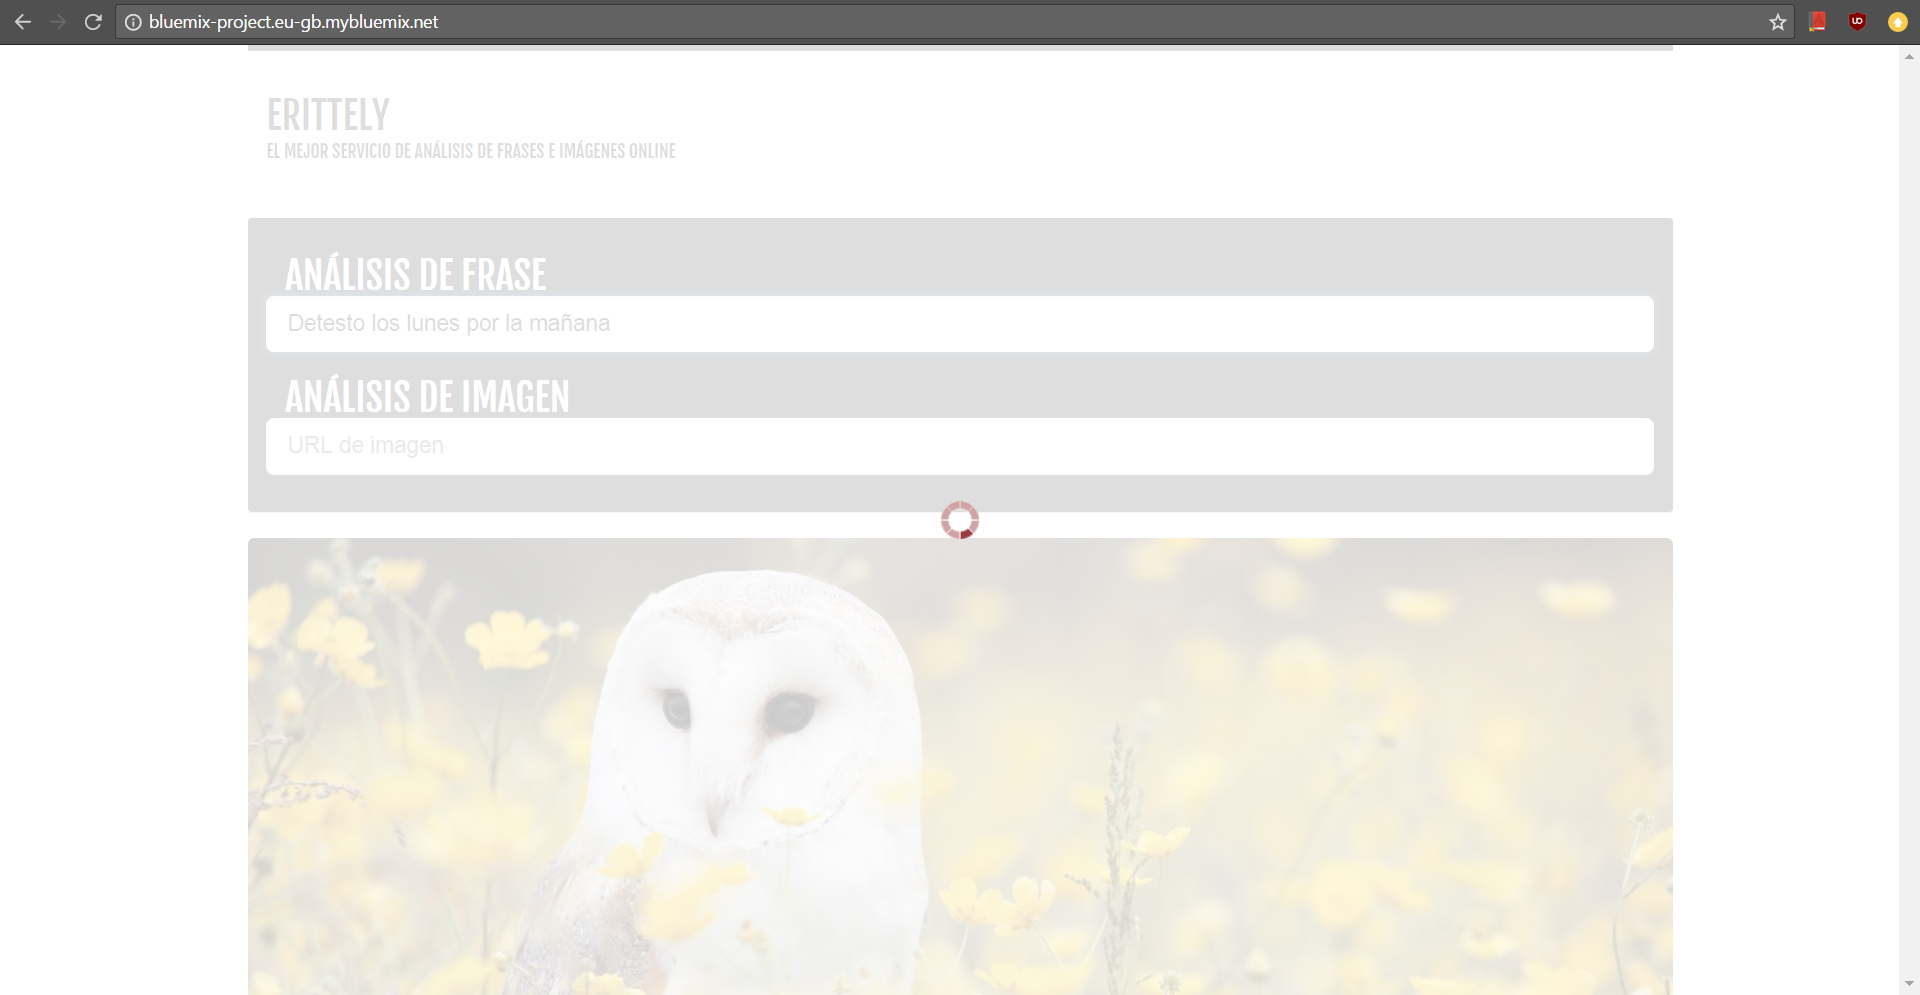 bluemix-project.eu-gb.mybluemix.net
ERITTELY
EL MEJOR SERVICIO DE ANÁLISIS DE FRASES E IMÁGENES ONLINE
ANÁLISIS DE FRASE
Detesto los lunes por la mañana
ANÁLISIS DE IMAGEN
URL de imagen